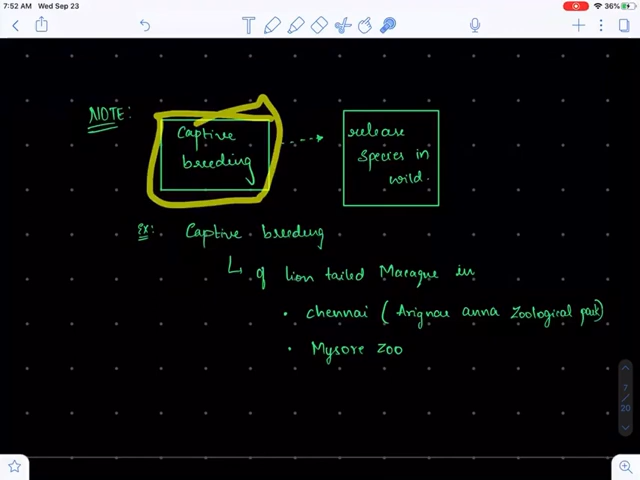 7:52 AM Wed Sep 23
36%
NOTE:
Captive
breeding
release
species in
wild.
Ex: Captive breeding
of lion tailed Macaque in
• Chennai ( Arignar anna Zoological park)
• Mysore Zoo
7
/
20